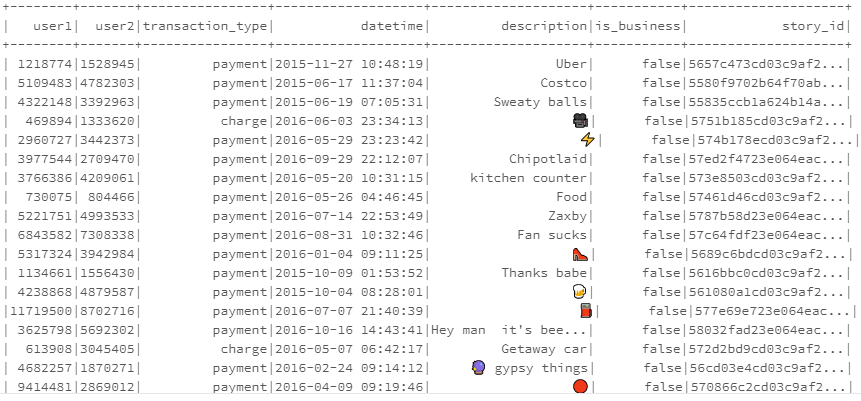 +--------+-------+----------------+-------------------+--------------------+-----------+--------------------+
| user1| user2|transaction_type| datetime| description|is_business| story_id|
+--------+-------+----------------+-------------------+--------------------+-----------+--------------------+
| 1218774|1528945| payment|2015-11-27 10:48:19| Uber| false|5657c473cd03c9af2...|
| 5109483|4782303| payment|2015-06-17 11:37:04| Costco| false|5580f9702b64f70ab...|
| 4322148|3392963| payment|2015-06-19 07:05:31| Sweaty balls| false|55835ccb1a624b14a...|
| 469894|1333620| charge|2016-06-03 23:34:13| 🎥| false|5751b185cd03c9af2...|
| 2960727|3442373| payment|2016-05-29 23:23:42| ⚡| false|574b178ecd03c9af2...|
| 3977544|2709470| payment|2016-09-29 22:12:07| Chipotlaid| false|57ed2f4723e064eac...|
| 3766386|4209061| payment|2016-05-20 10:31:15| kitchen counter| false|573e8503cd03c9af2...|
| 730075| 804466| payment|2016-05-26 04:46:45| Food| false|57461d46cd03c9af2...|
| 5221751|4993533| payment|2016-07-14 22:53:49| Zaxby| false|5787b58d23e064eac...|
| 6843582|7308338| payment|2016-08-31 10:32:46| Fan sucks| false|57c64fdf23e064eac...|
| 5317324|3942984| payment|2016-01-04 09:11:25| 👠| false|5689c6bdcd03c9af2...|
| 1134661|1556430| payment|2015-10-09 01:53:52| Thanks babe| false|5616bbc0cd03c9af2...|
| 4238868|4879587| payment|2015-10-04 08:28:01| 🍺| false|561080a1cd03c9af2...|
|11719500|8702716| payment|2016-07-07 21:40:39| ⛽| false|577e69e723e064eac...|
| 3625798|5692302| payment|2016-10-16 14:43:41|Hey man  it's bee...| false|58032fad23e064eac...|
| 613908|3045405| charge|2016-05-07 06:42:17| Getaway car| false|572d2bd9cd03c9af2...|
| 4682257|1870271| payment|2016-02-24 09:14:12| 🔮 gypsy things| false|56cd03e4cd03c9af2...|
| 9414481|2869012| payment|2016-04-09 09:19:46| 🔴| false|570866c2cd03c9af2...|